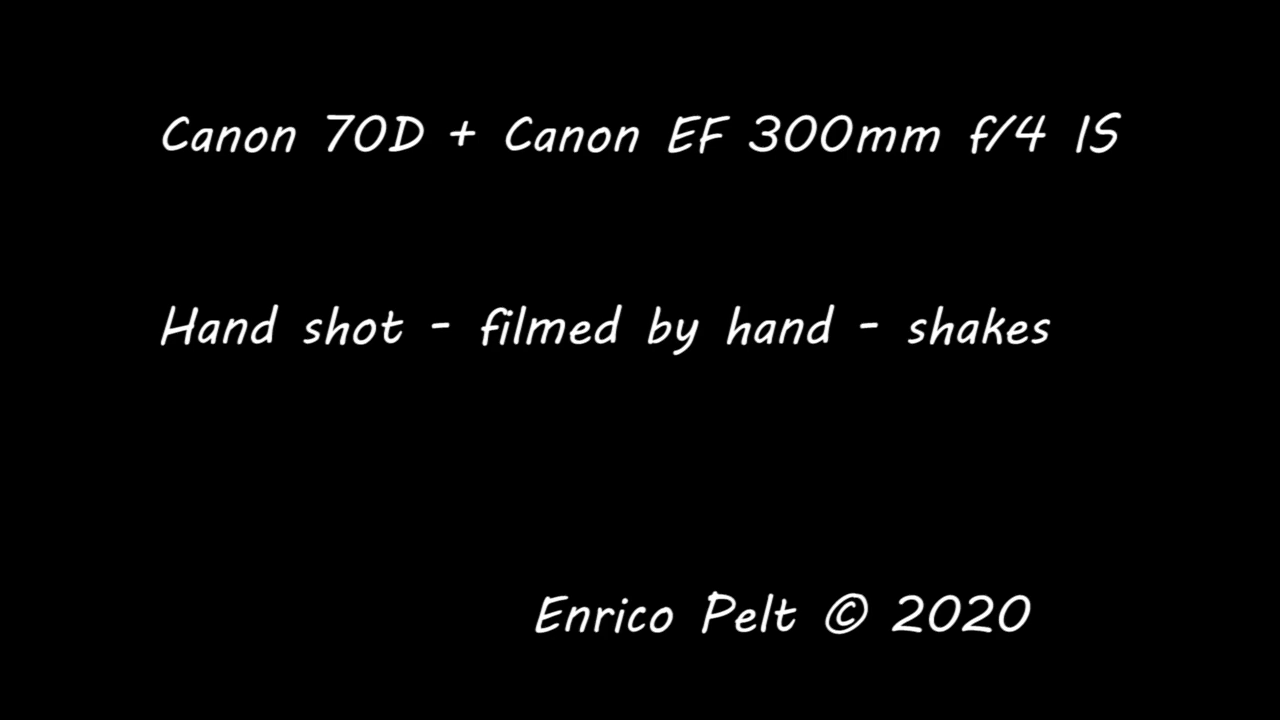 Canon 70D + Canon EF 300mm f/4 IS
Hand shot - filmed by hand - shakes
Enrico Pelt © 2020